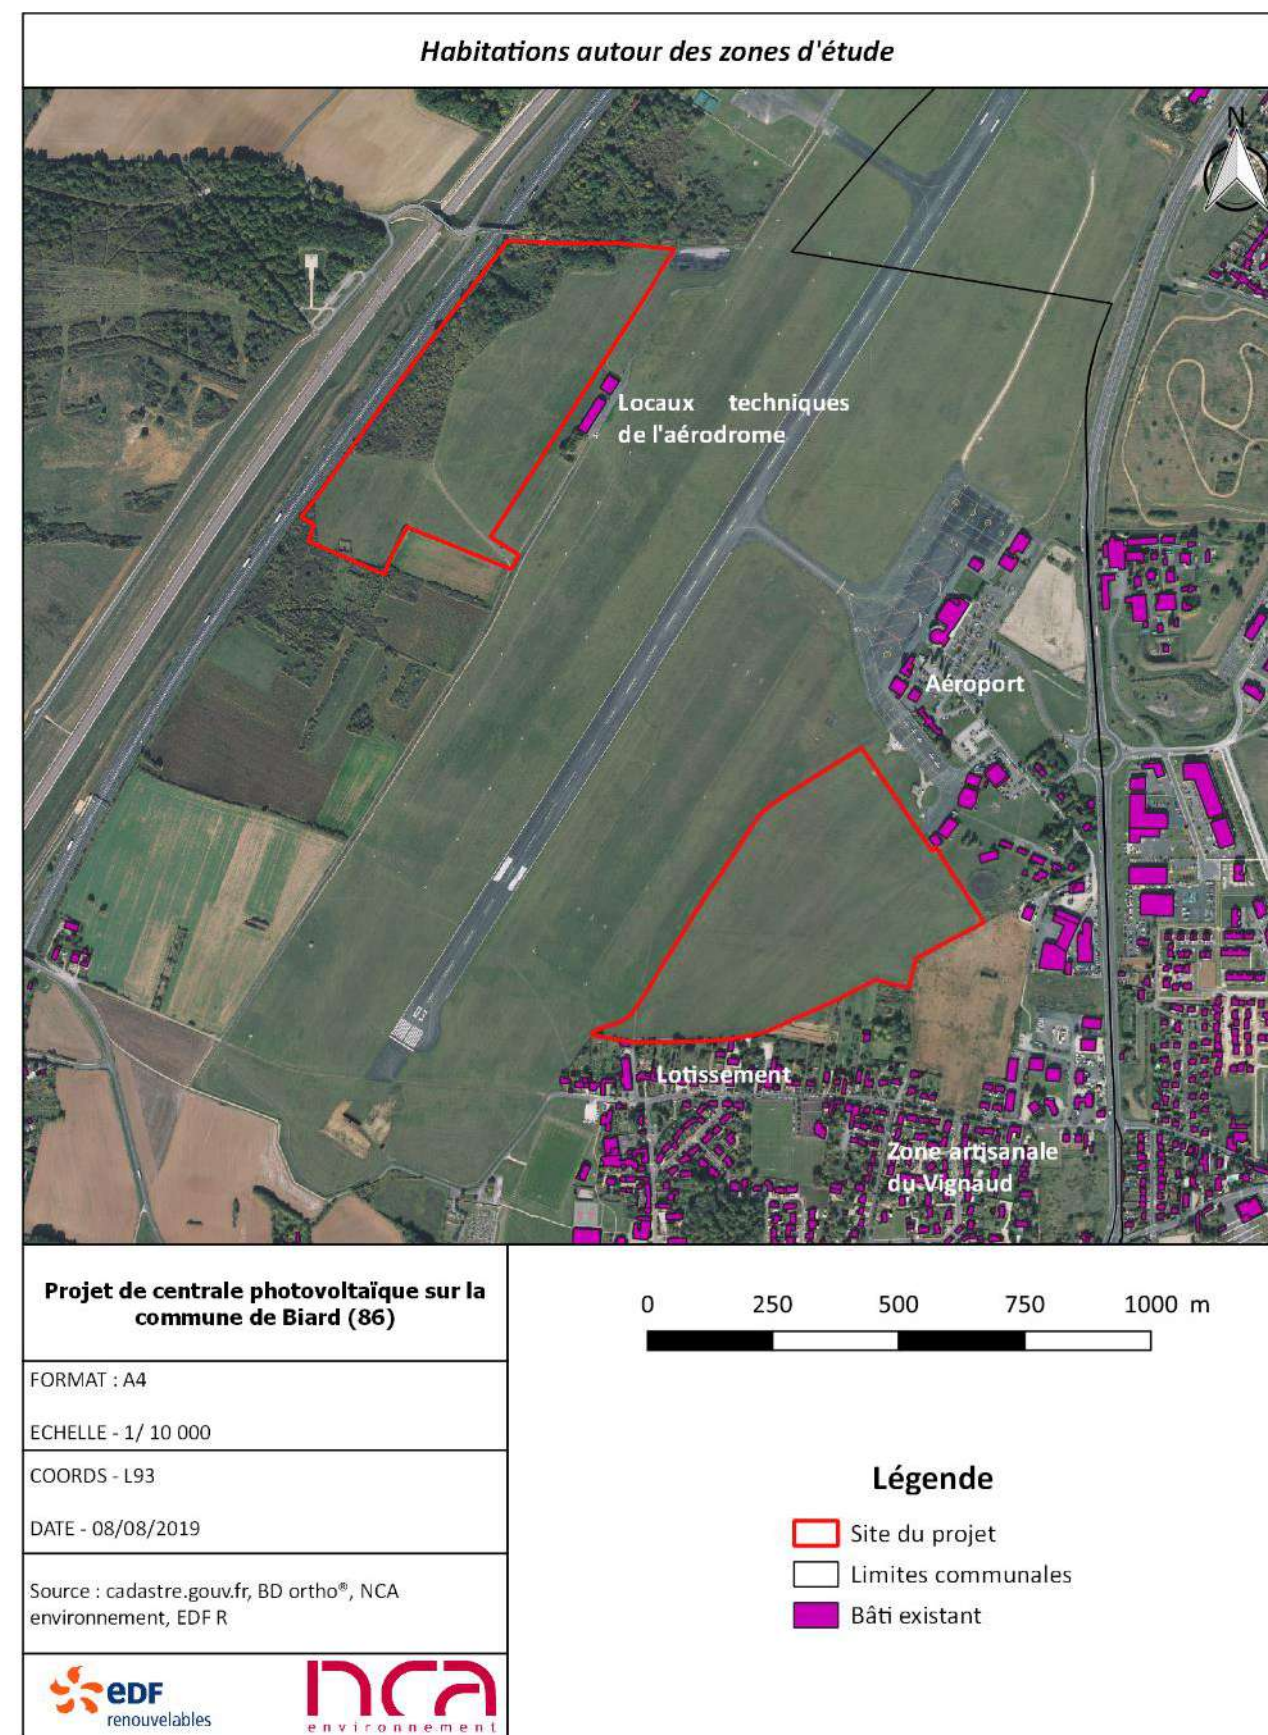 Habitations autour des zones d'étude
N
Locaux techniques
de l'aérodrome
Aéroport
Lotissement
Zone artisanale
du Vignaud
Projet de centrale photovoltaïque sur la
commune de Biard (86)
FORMAT : A4
ECHELLE - 1/ 10 000
COORDS - L93
DATE - 08/08/2019
Source : cadastre.gouv.fr, BD ortho®, NCA
environnement, EDF R
eDF
renouvelables
nca
environnement
0 250 500 750 1000 m
Légende
Site du projet
Limites communales
Bâti existant